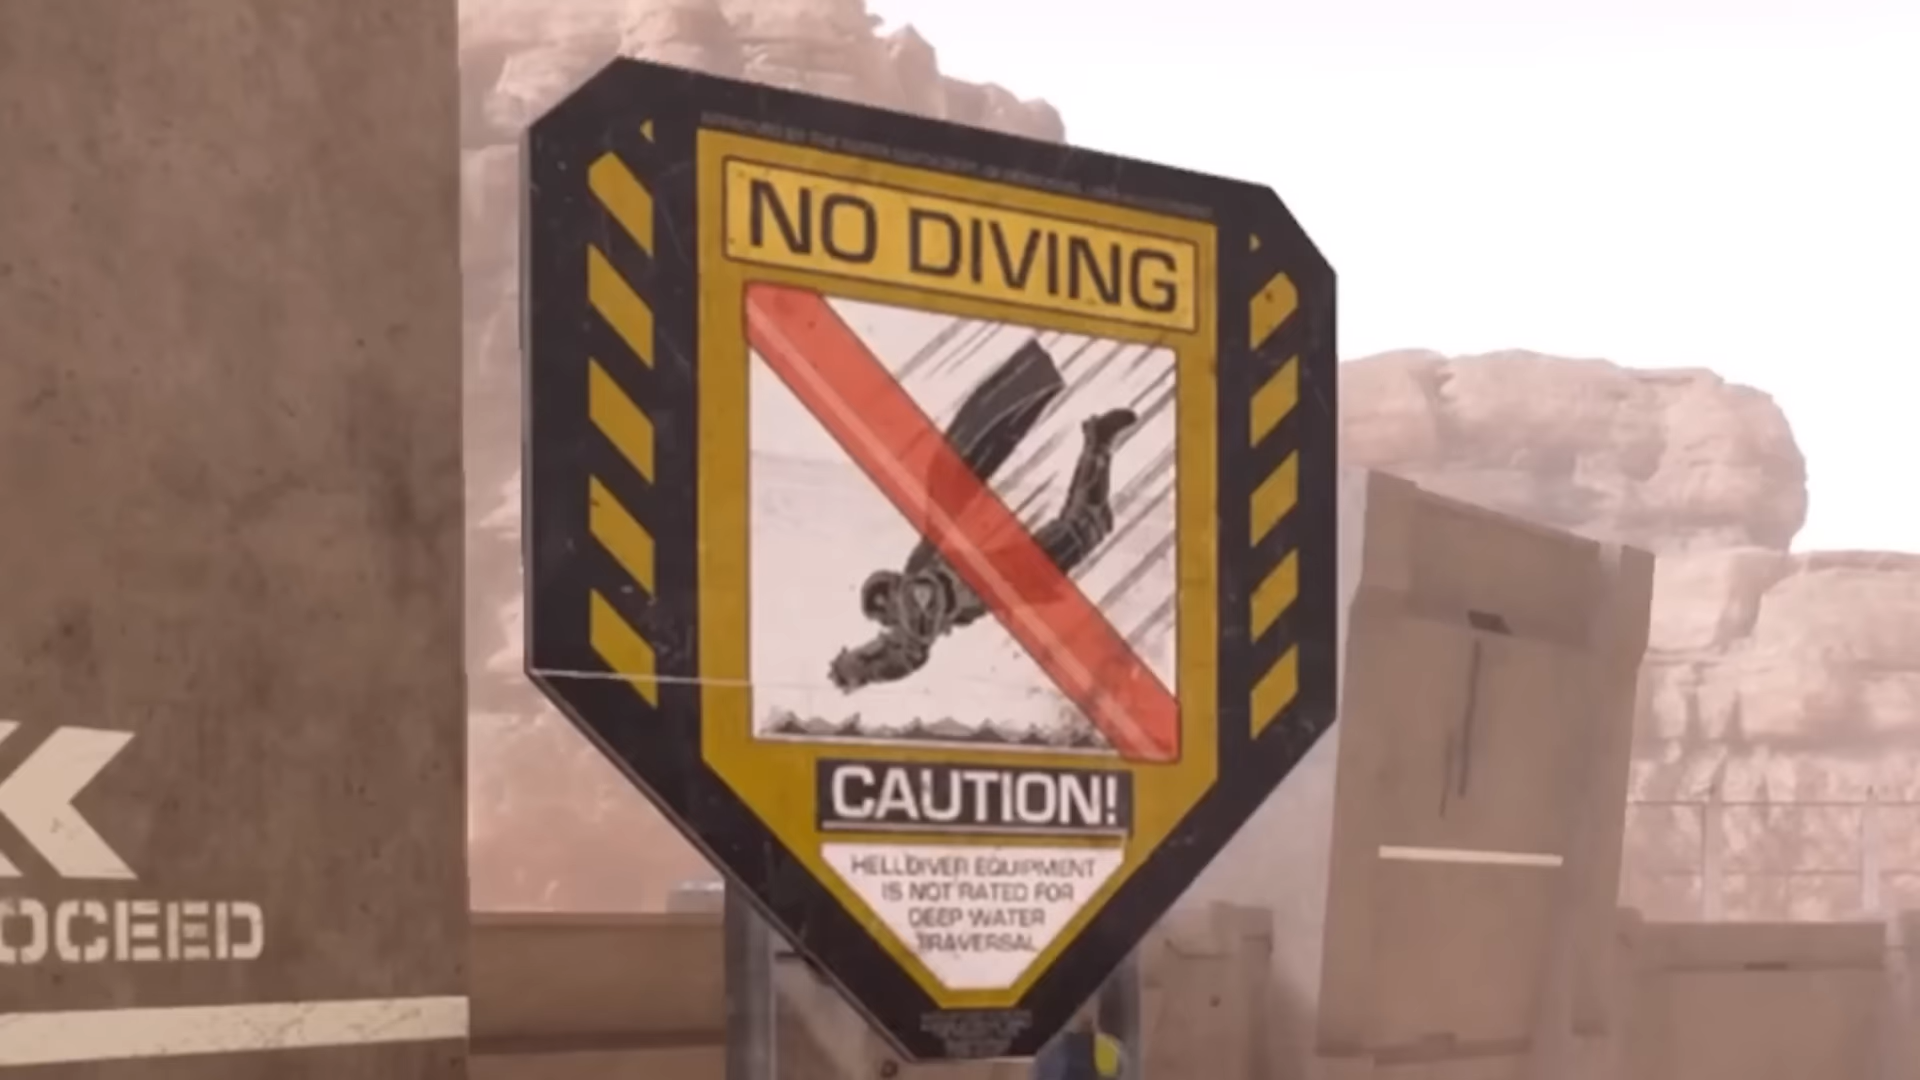 NO DIVING
CAUTION!
HELLDIVER EQUIPMENT
IS NOT RATED FOR
DEEP WATER
TRAVERSAL
OCEED